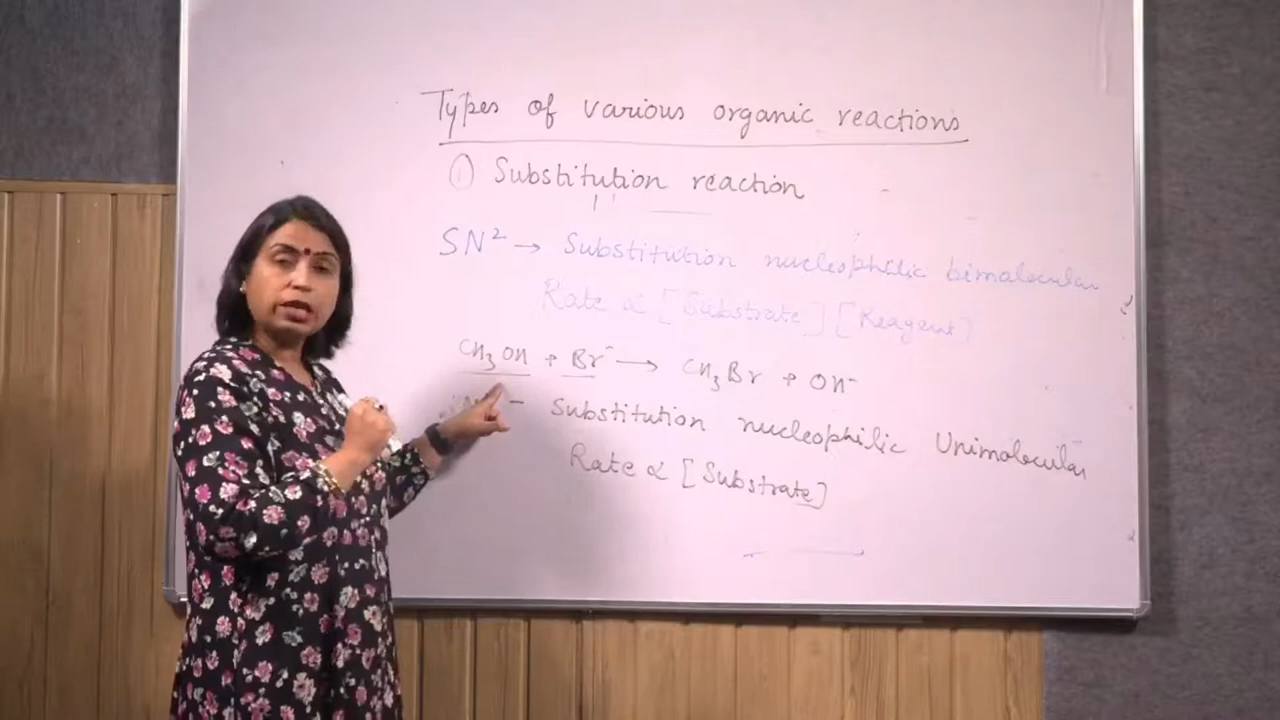 Types of various organic reactions
① Substitution reaction
SN² → Substitution nucleophilic bimolecular
Rate ∝ [Substrate] [Reagent]
CH₃OH + Br⁻ → CH₃Br + OH⁻
- Substitution nucleophilic Unimolecular
Rate ∝ [Substrate]